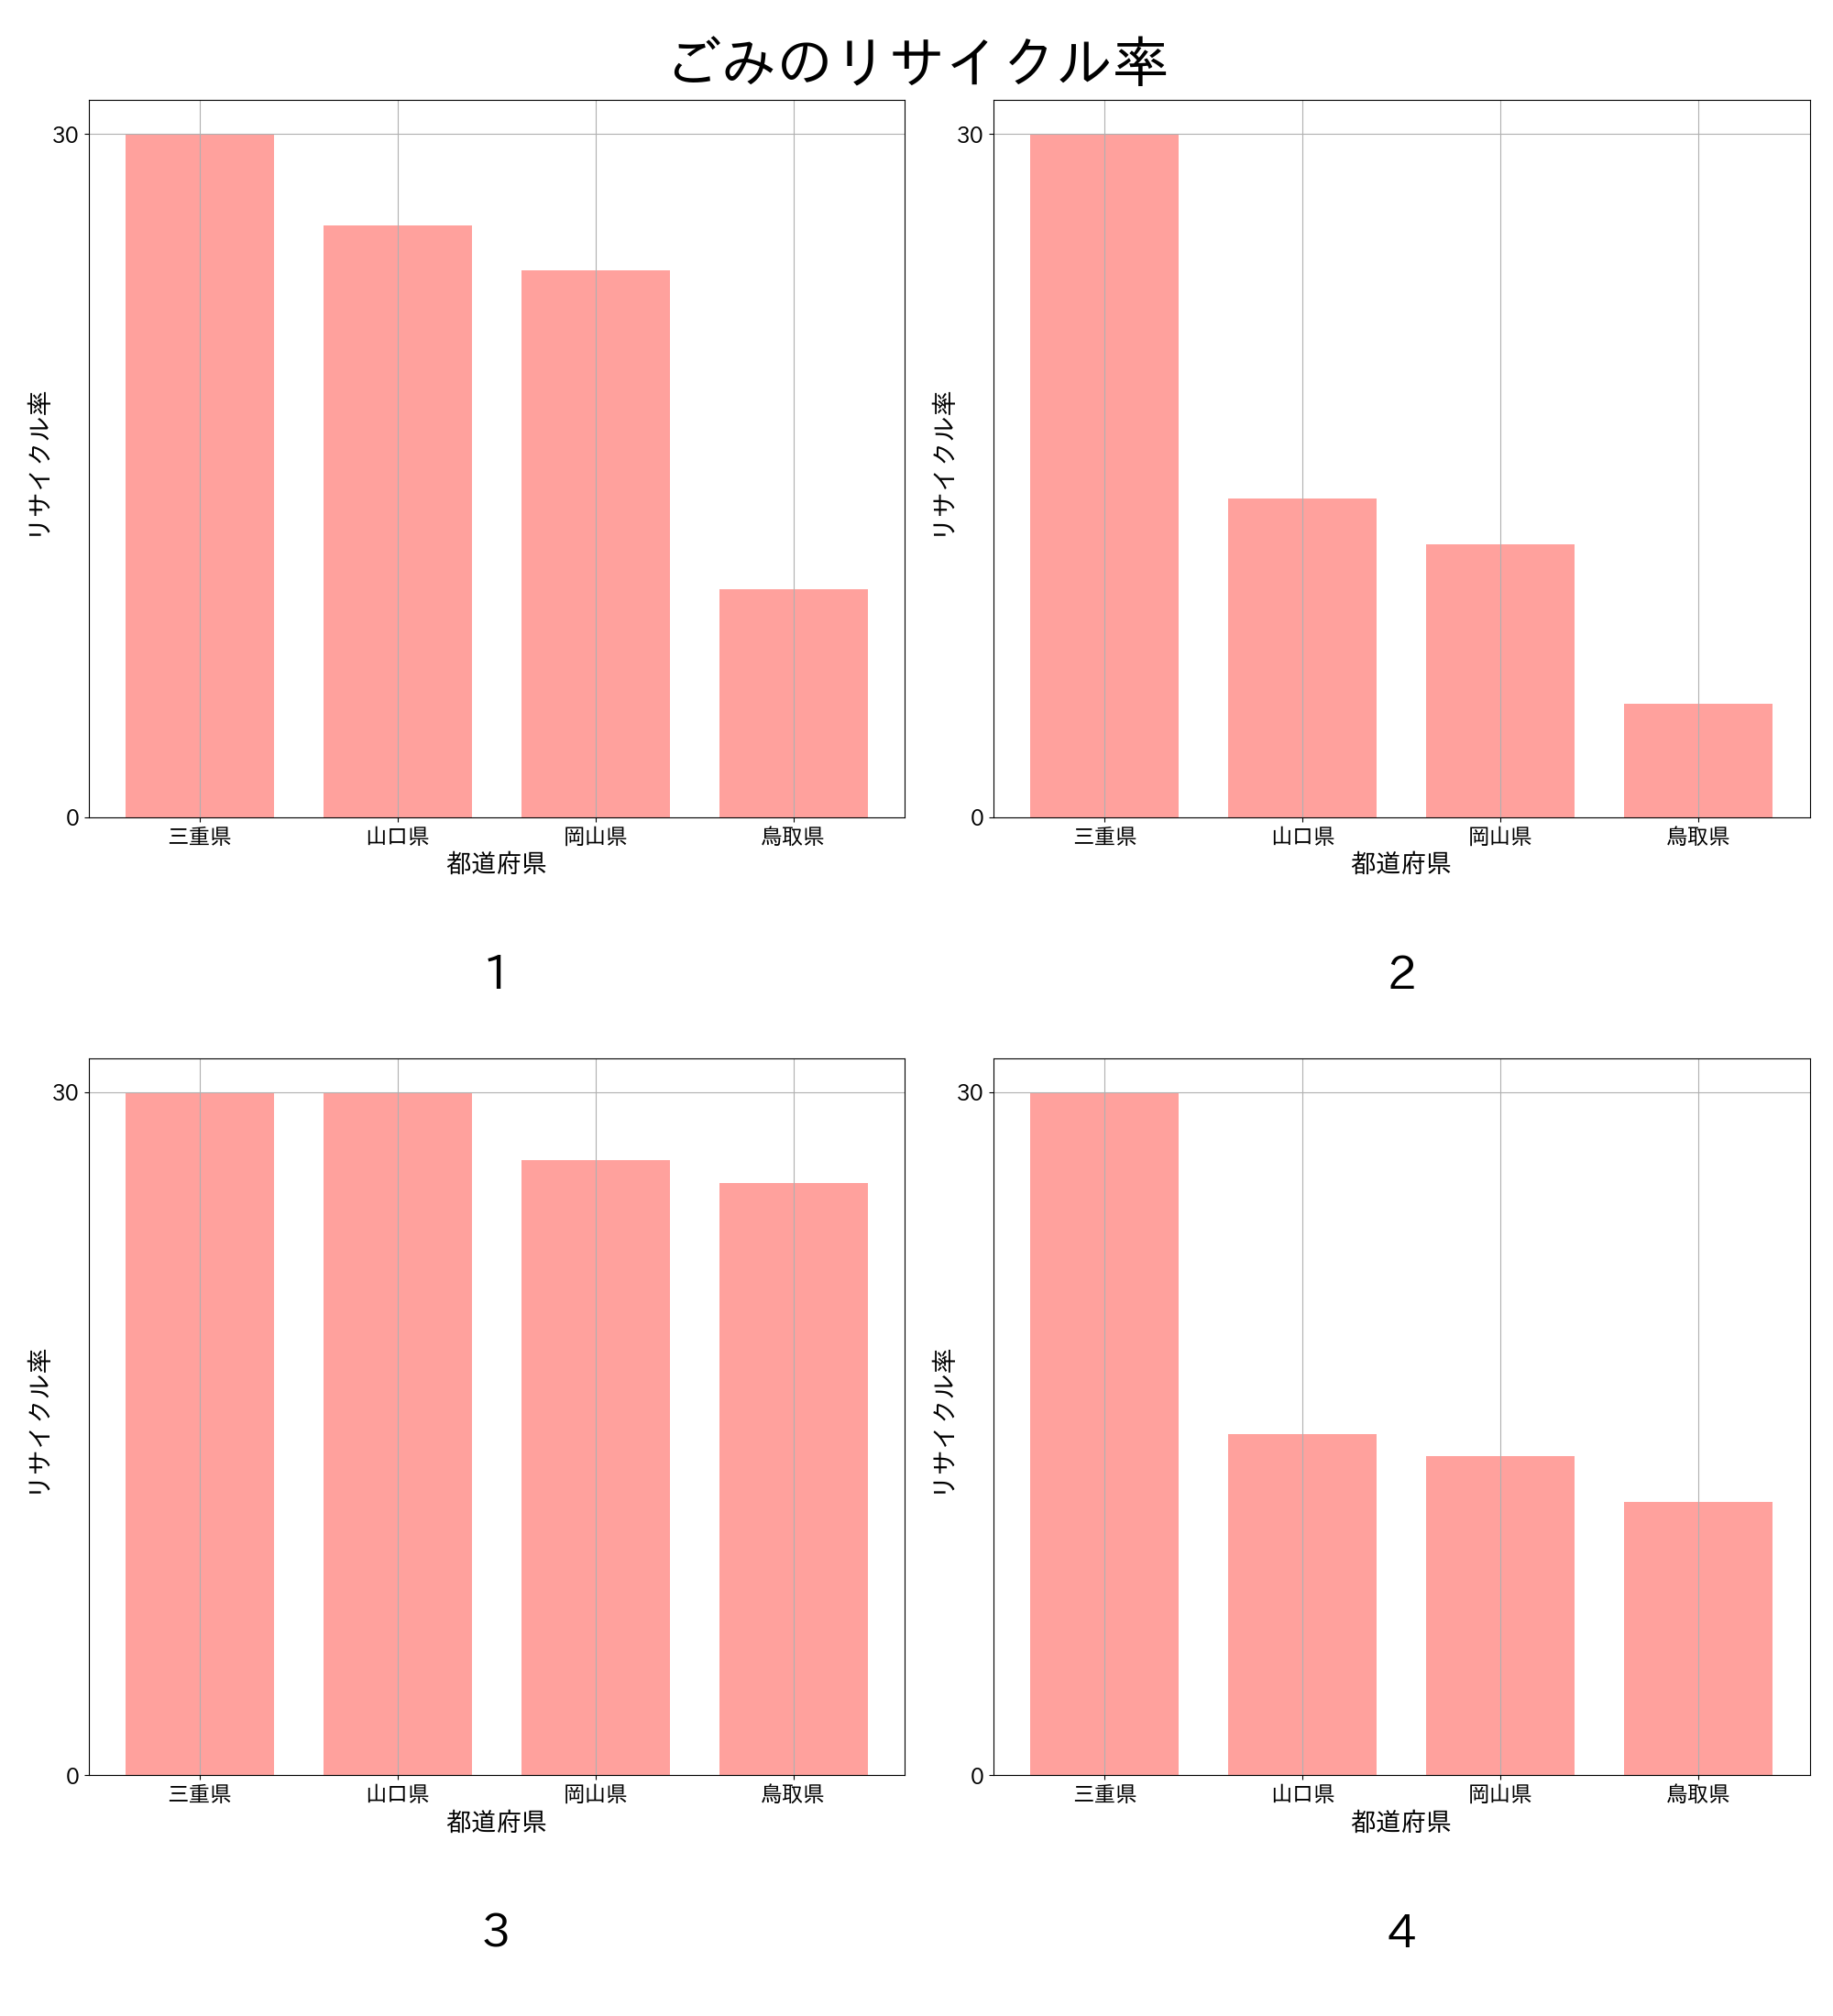 ごみのリサイクル率
30
0
リサイクル率
三重県 山口県 岡山県 鳥取県
都道府県
1
30
0
リサイクル率
三重県 山口県 岡山県 鳥取県
都道府県
2
30
0
リサイクル率
三重県 山口県 岡山県 鳥取県
都道府県
3
30
0
リサイクル率
三重県 山口県 岡山県 鳥取県
都道府県
4